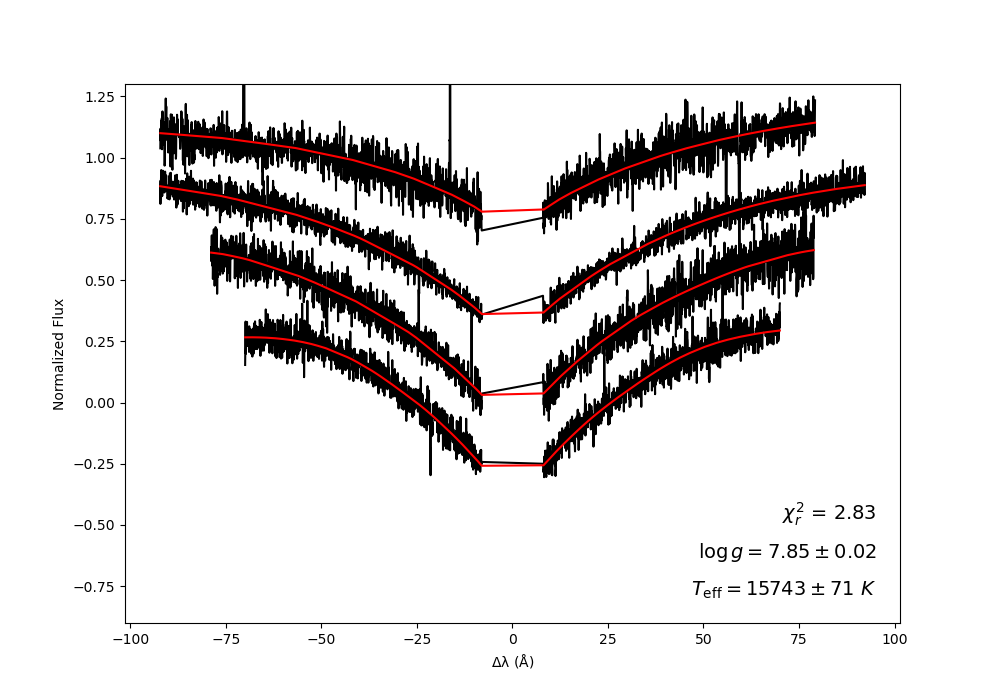 1.25
1.00
0.75
0.50
0.25
0.00
−0.25
−0.50
−0.75
Normalized Flux
χ²ᵣ = 2.83
log g = 7.85 ± 0.02
T_eff = 15743 ± 71 K
−100 −75 −50 −25 0 25 50 75 100
Δλ (Å)